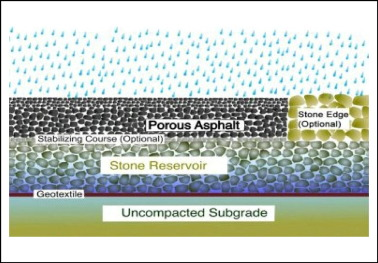 Porous Asphalt
Stone Edge
(Optional)
Stabilizing Course (Optional)
Stone Reservoir
Geotextile
Uncompacted Subgrade